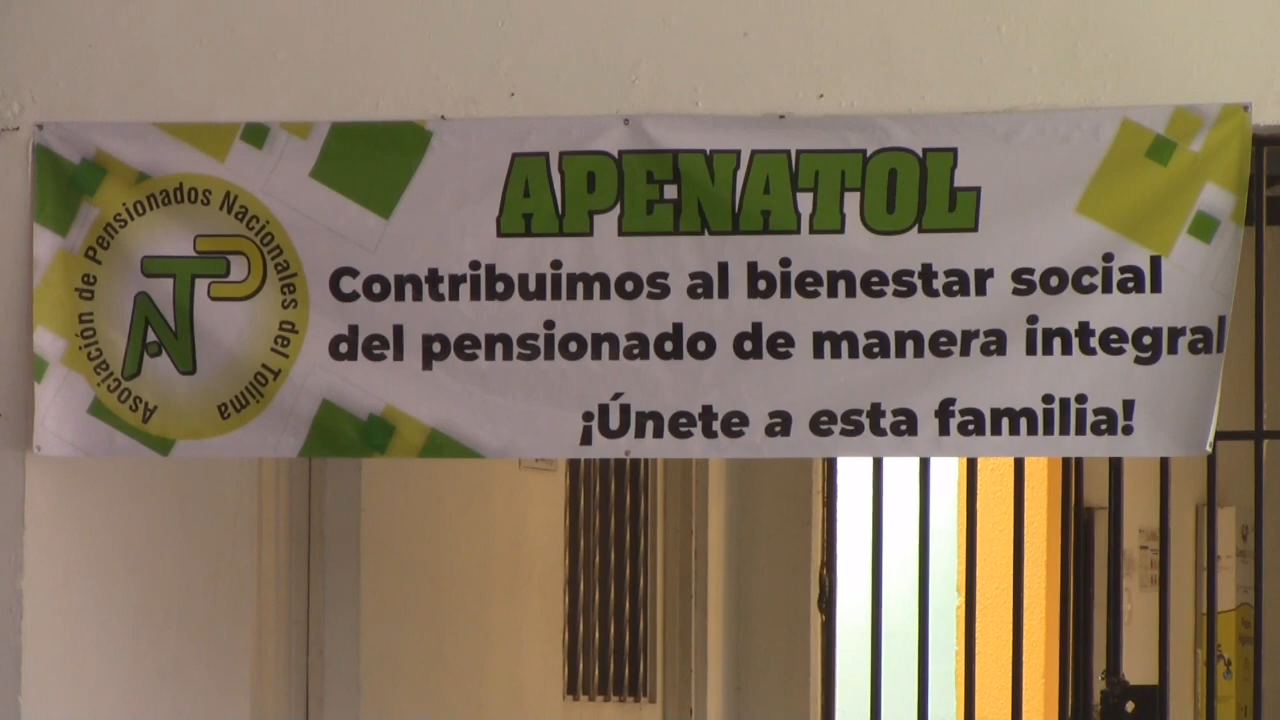 APENATOL
Contribuimos al bienestar social
del pensionado de manera integral
¡Únete a esta familia!
Asociación de Pensionados Nacionales del Tolima